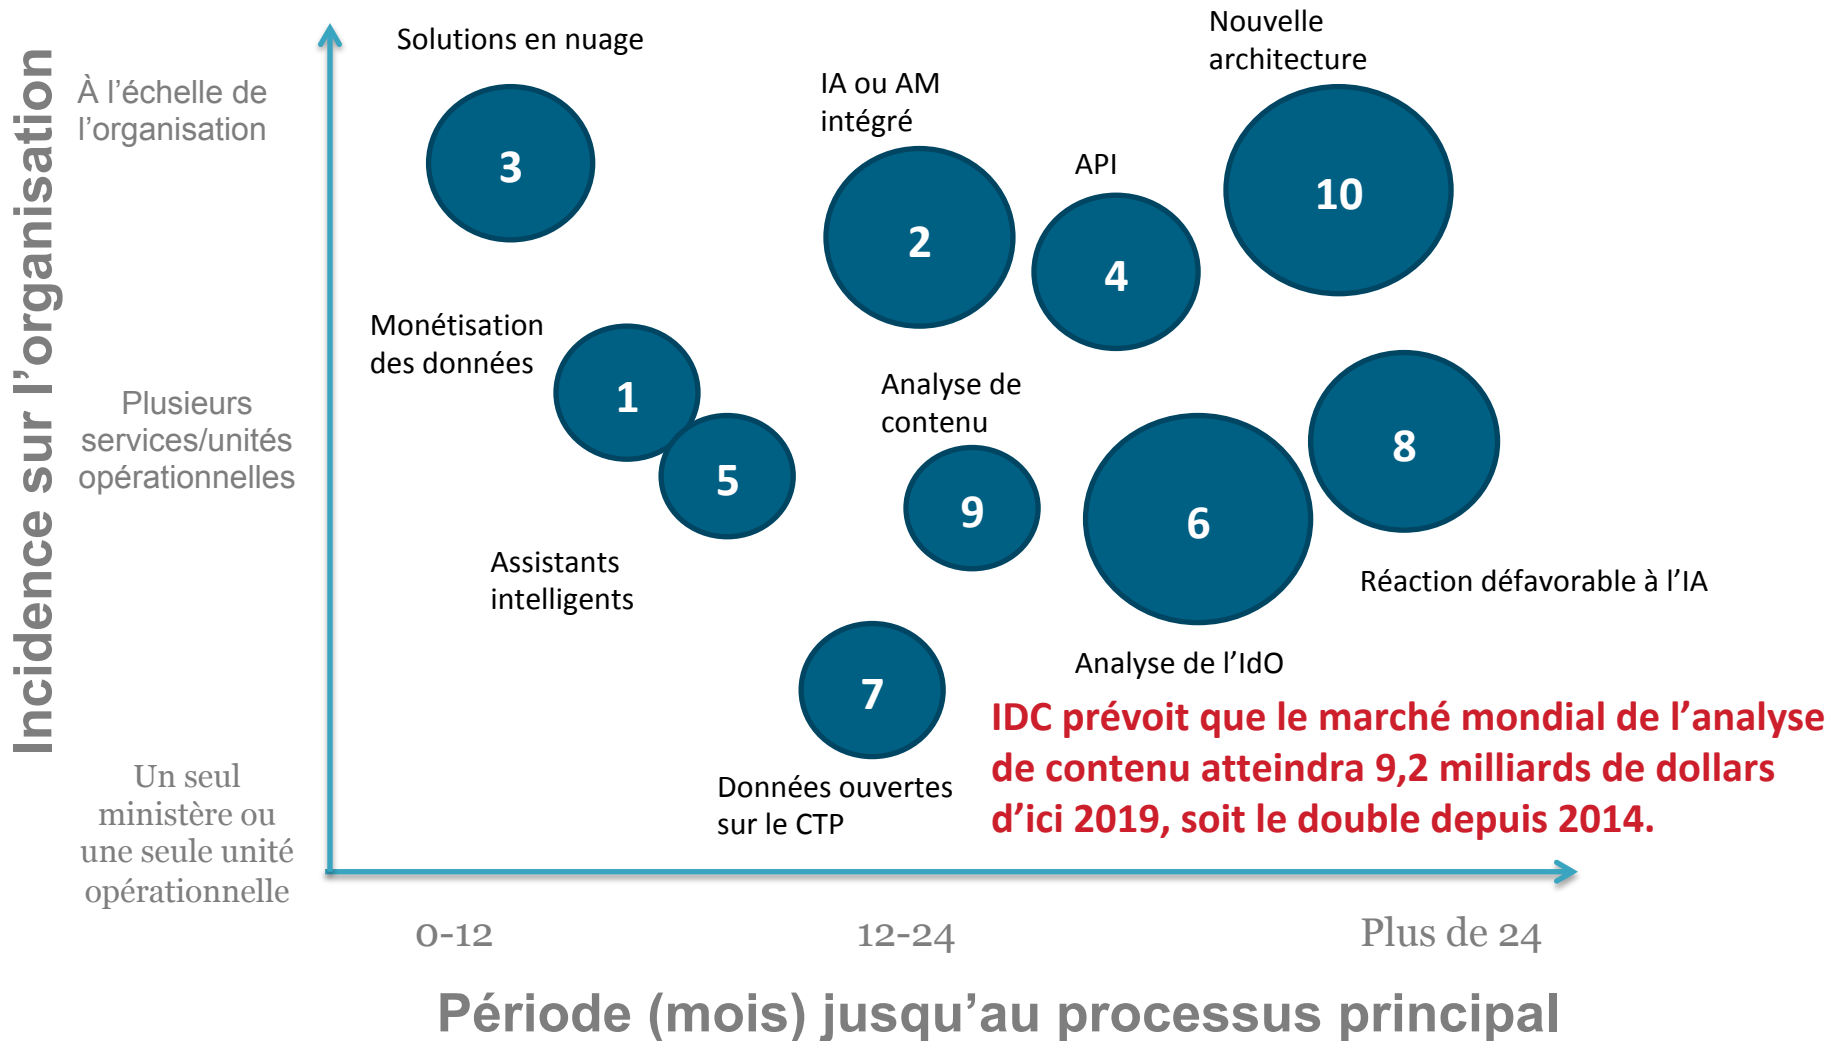 Incidence sur l’organisation
À l’échelle de
l’organisation
Plusieurs
services/unités
opérationnelles
Un seul
ministère ou
une seule unité
opérationnelle
Solutions en nuage
3
IA ou AM
intégré
2
API
4
Nouvelle
architecture
10
Monétisation
des données
1
5
Assistants
intelligents
Analyse de
contenu
9
6
Analyse de l’IdO
8
Réaction défavorable à l’IA
7
Données ouvertes
sur le CTP
IDC prévoit que le marché mondial de l’analyse
de contenu atteindra 9,2 milliards de dollars
d’ici 2019, soit le double depuis 2014.
0-12
12-24
Plus de 24
Période (mois) jusqu’au processus principal